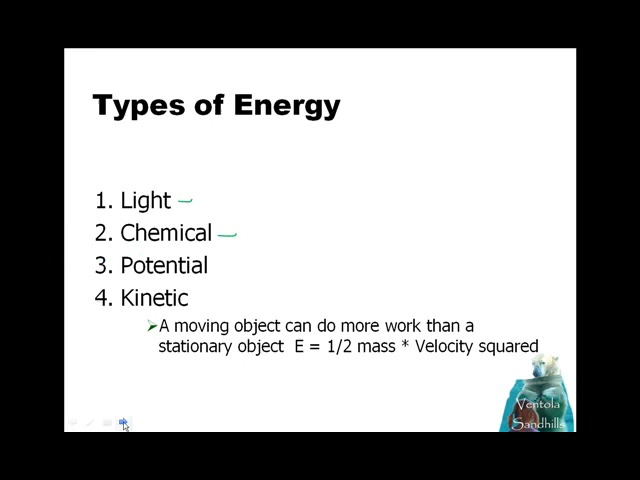 Types of Energy
1. Light
2. Chemical
3. Potential
4. Kinetic
A moving object can do more work than a
stationary object E = 1/2 mass * Velocity squared
Ventola
Sandhills